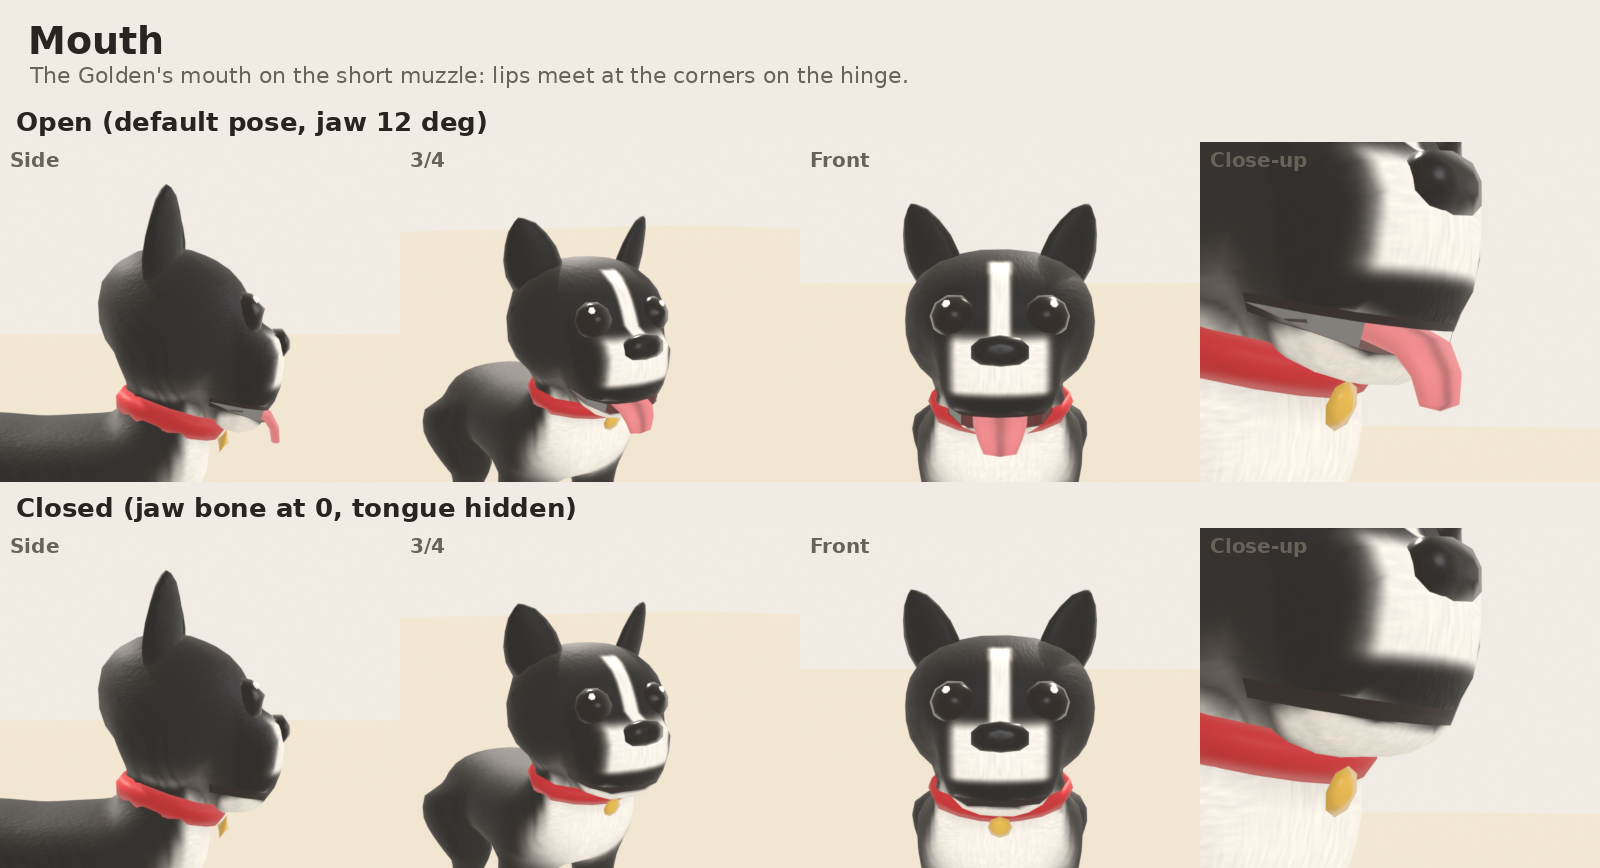 Mouth
The Golden's mouth on the short muzzle: lips meet at the corners on the hinge.
Open (default pose, jaw 12 deg)
Side
3/4
Front
Close-up
Closed (jaw bone at 0, tongue hidden)
Side
3/4
Front
Close-up